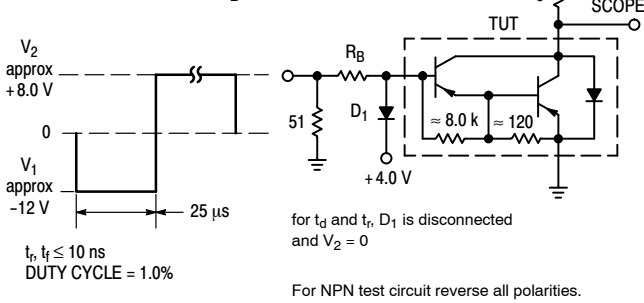 SCOPE
TUT
V2
approx
+8.0 V
RB
51
D1
≈ 8.0 k
≈ 120
0
V1
approx
+4.0 V
-12 V
25 μs
for td and tr, D1 is disconnected
and V2 = 0
tr, tf ≤ 10 ns
DUTY CYCLE = 1.0%
For NPN test circuit reverse all polarities.